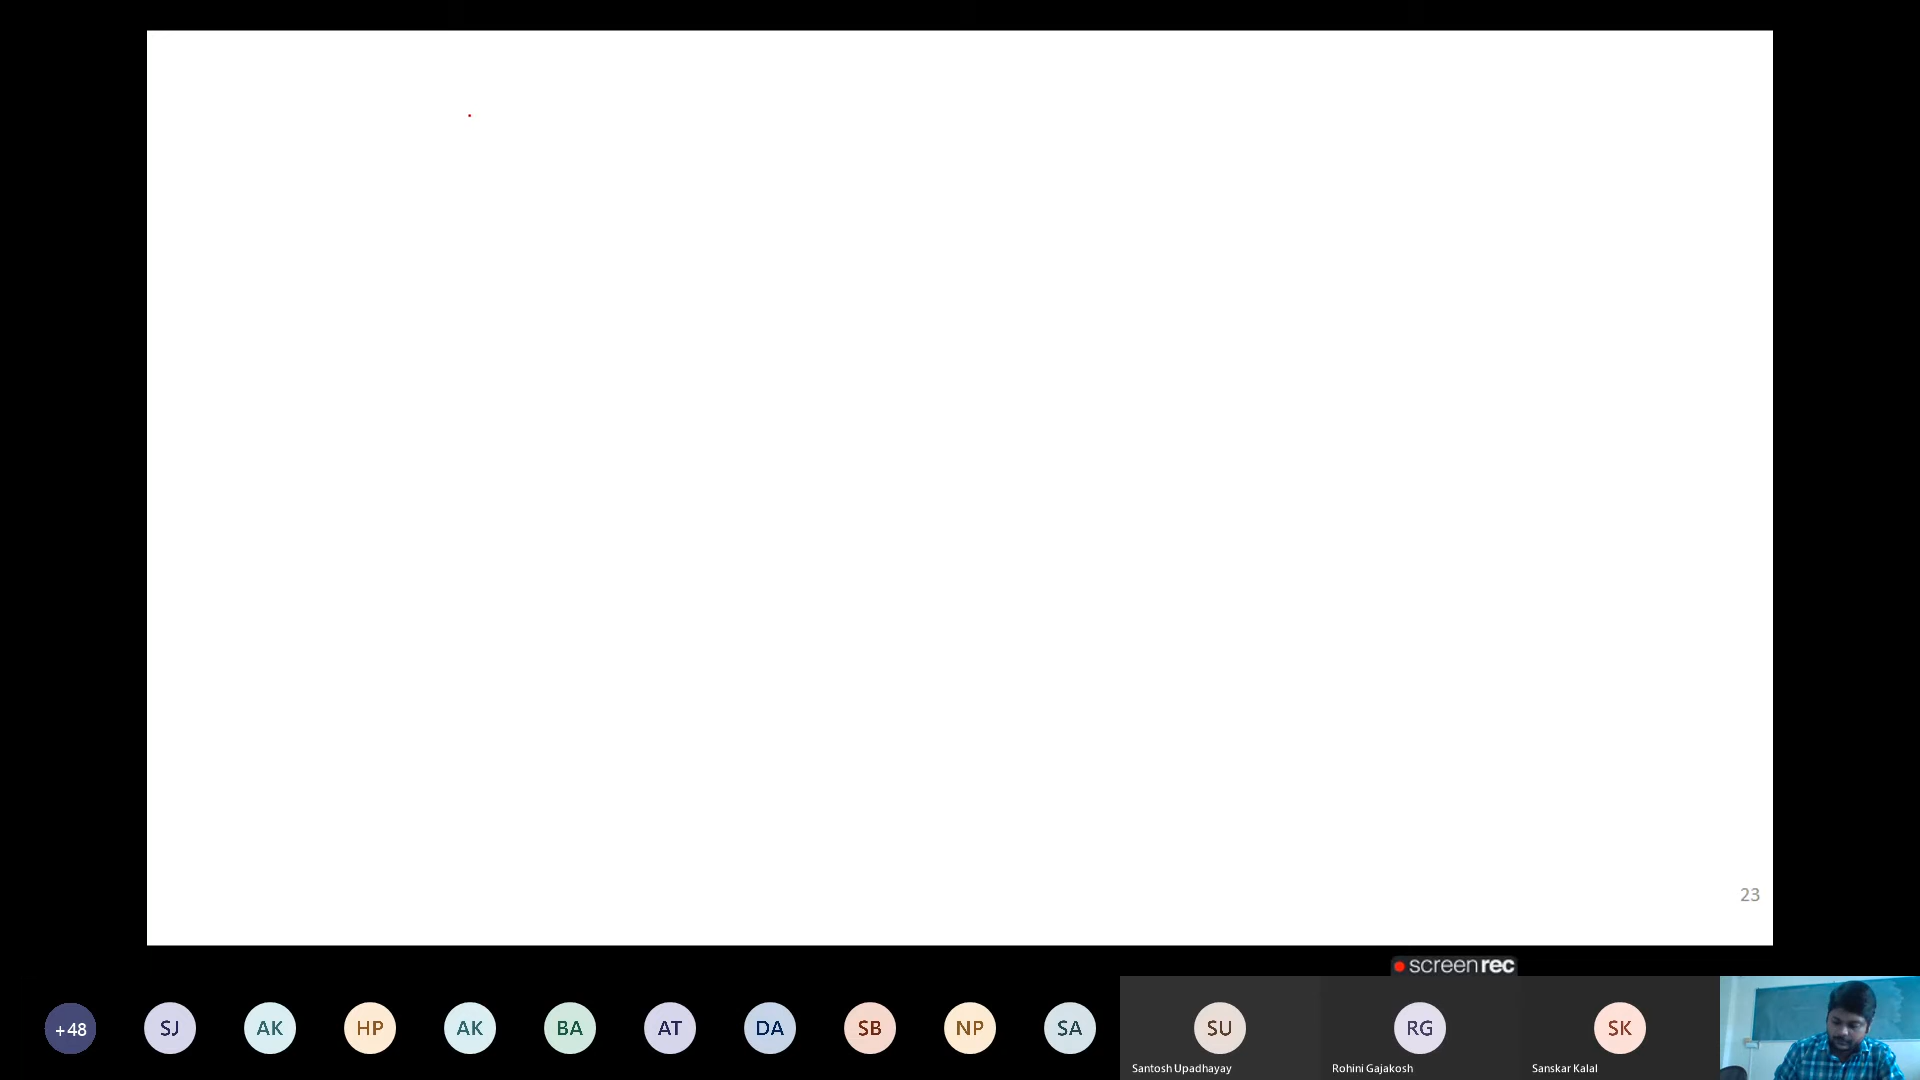 23
screenrec
+48
SJ
AK
HP
AK
BA
AT
DA
SB
NP
SA
SU
RG
SK
Santosh Upadhayay
Rohini Gajakosh
Sanskar Kalal